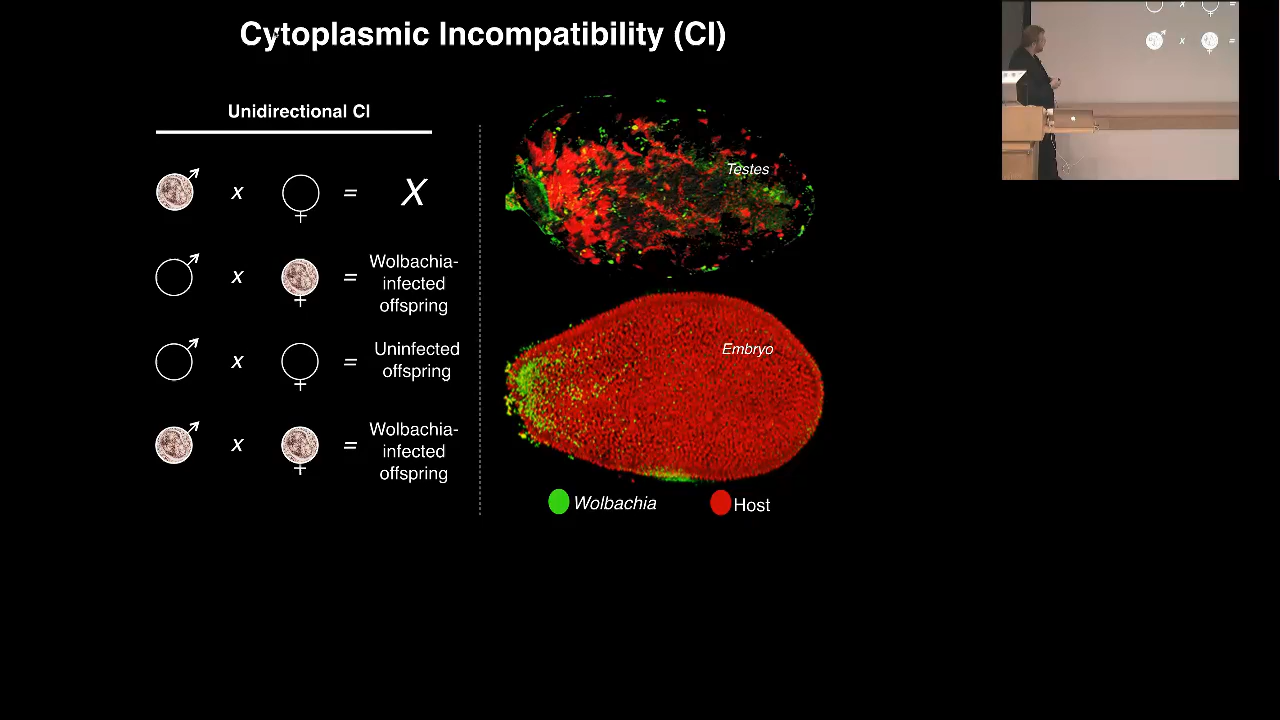 Cytoplasmic Incompatibility (CI)
Unidirectional CI
♂ x ♀ = X
♂ x ♀ = Wolbachia-
infected
offspring
♂ x ♀ = Uninfected
offspring
♂ x ♀ = Wolbachia-
infected
offspring
Testes
Embryo
Wolbachia
Host
x =
x =